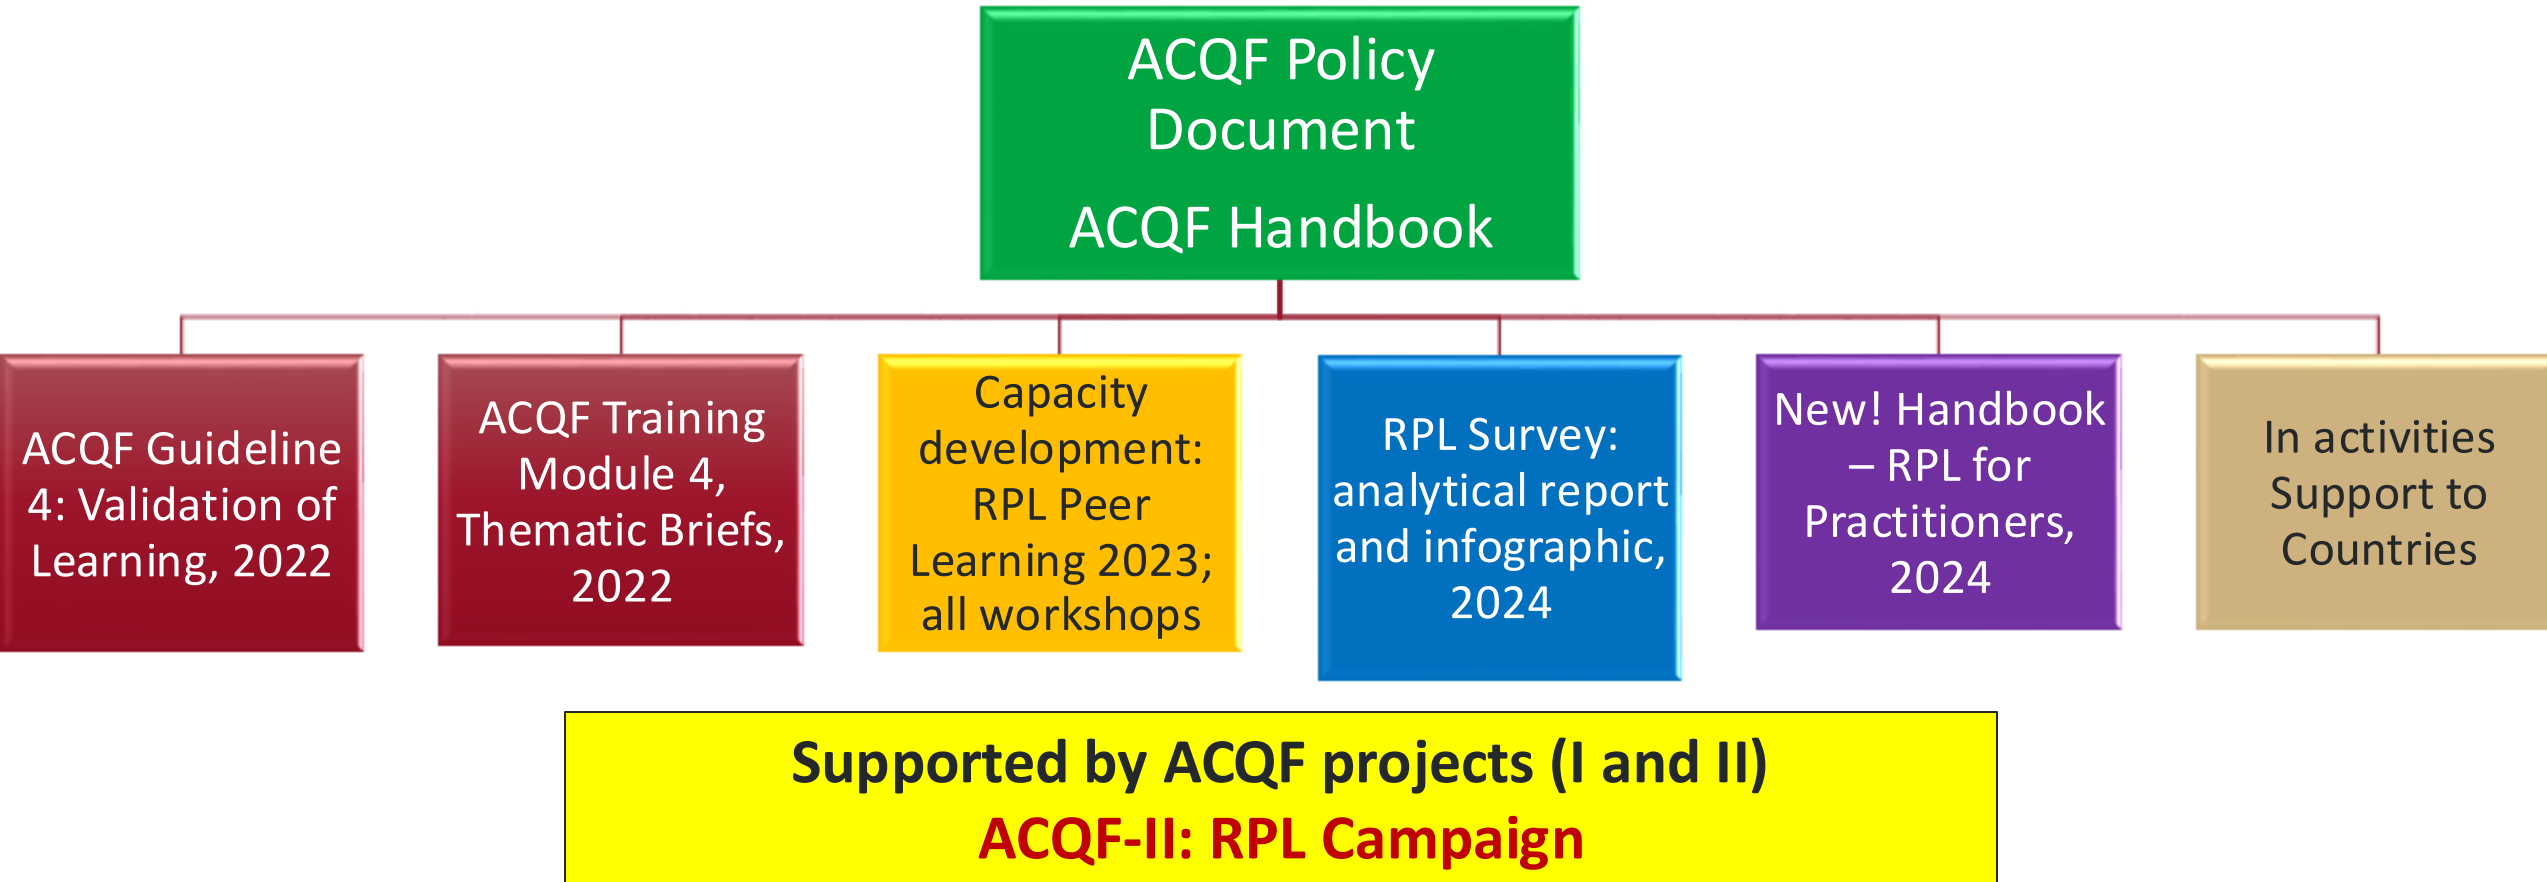 ACQF Policy
Document
ACQF Handbook
ACQF Guideline
4: Validation of
Learning, 2022
ACQF Training
Module 4,
Thematic Briefs,
2022
Capacity
development:
RPL Peer
Learning 2023;
all workshops
RPL Survey:
analytical report
and infographic,
2024
New! Handbook
– RPL for
Practitioners,
2024
In activities
Support to
Countries
Supported by ACQF projects (I and II)
ACQF-II: RPL Campaign